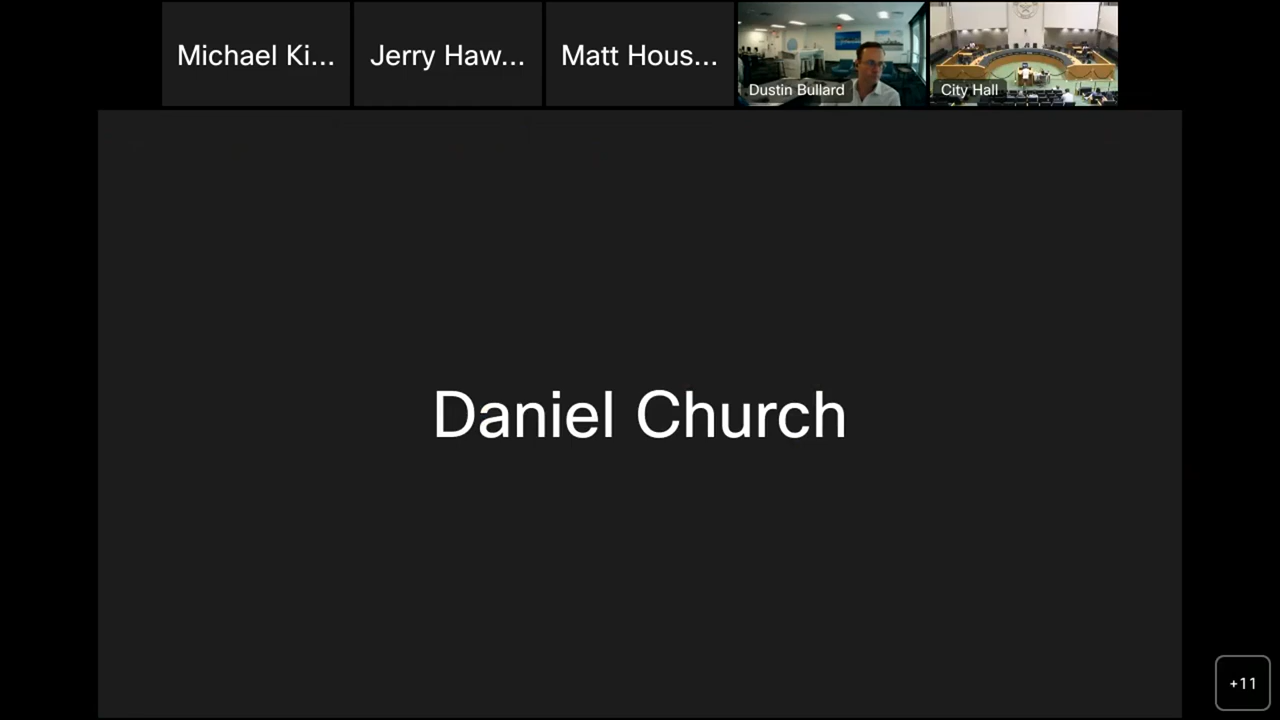 Michael Ki...
Jerry Haw...
Matt Hous...
Dustin Bullard
City Hall
Daniel Church
+11